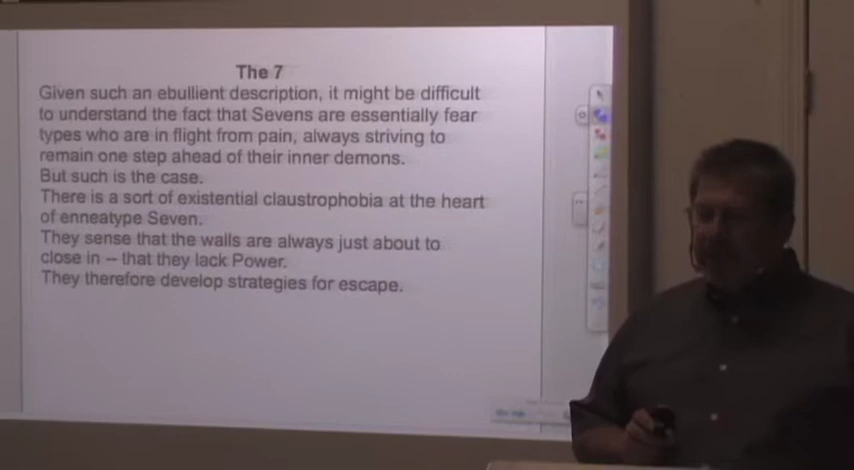 The 7
Given such an ebullient description, it might be difficult
to understand the fact that Sevens are essentially fear
types who are in flight from pain, always striving to
remain one step ahead of their inner demons.
But such is the case.
There is a sort of existential claustrophobia at the heart
of enneatype Seven.
They sense that the walls are always just about to
close in -- that they lack Power.
They therefore develop strategies for escape.